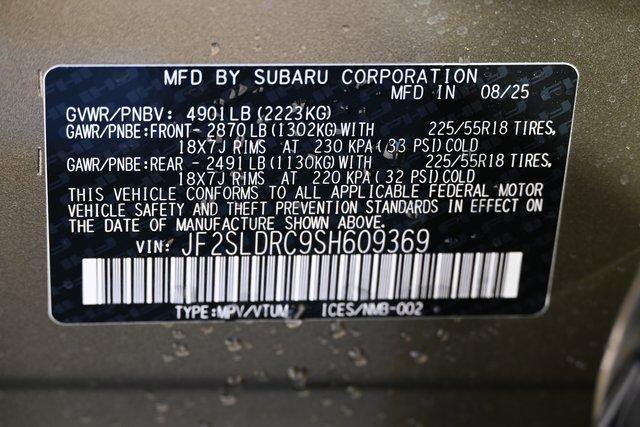 MFD BY SUBARU CORPORATION
MFD IN 08/25
GVWR/PNBV: 4901LB (2223KG)
GAWR/PNBE:FRONT- 2870LB (1302KG) WITH 225/55R18 TIRES,
18X7J RIMS AT 230 KPA (33 PSI) COLD
GAWR/PNBE:REAR - 2491LB (1130KG) WITH 225/55R18 TIRES,
18X7J RIMS AT 220 KPA (32 PSI) COLD
THIS VEHICLE CONFORMS TO ALL APPLICABLE FEDERAL MOTOR
VEHICLE SAFETY AND THEFT PREVENTION STANDARDS IN EFFECT ON
THE DATE OF MANUFACTURE SHOWN ABOVE.
VIN: JF2SLDRC9SH609369
TYPE:MPV/VTUM ICES/NMB-002